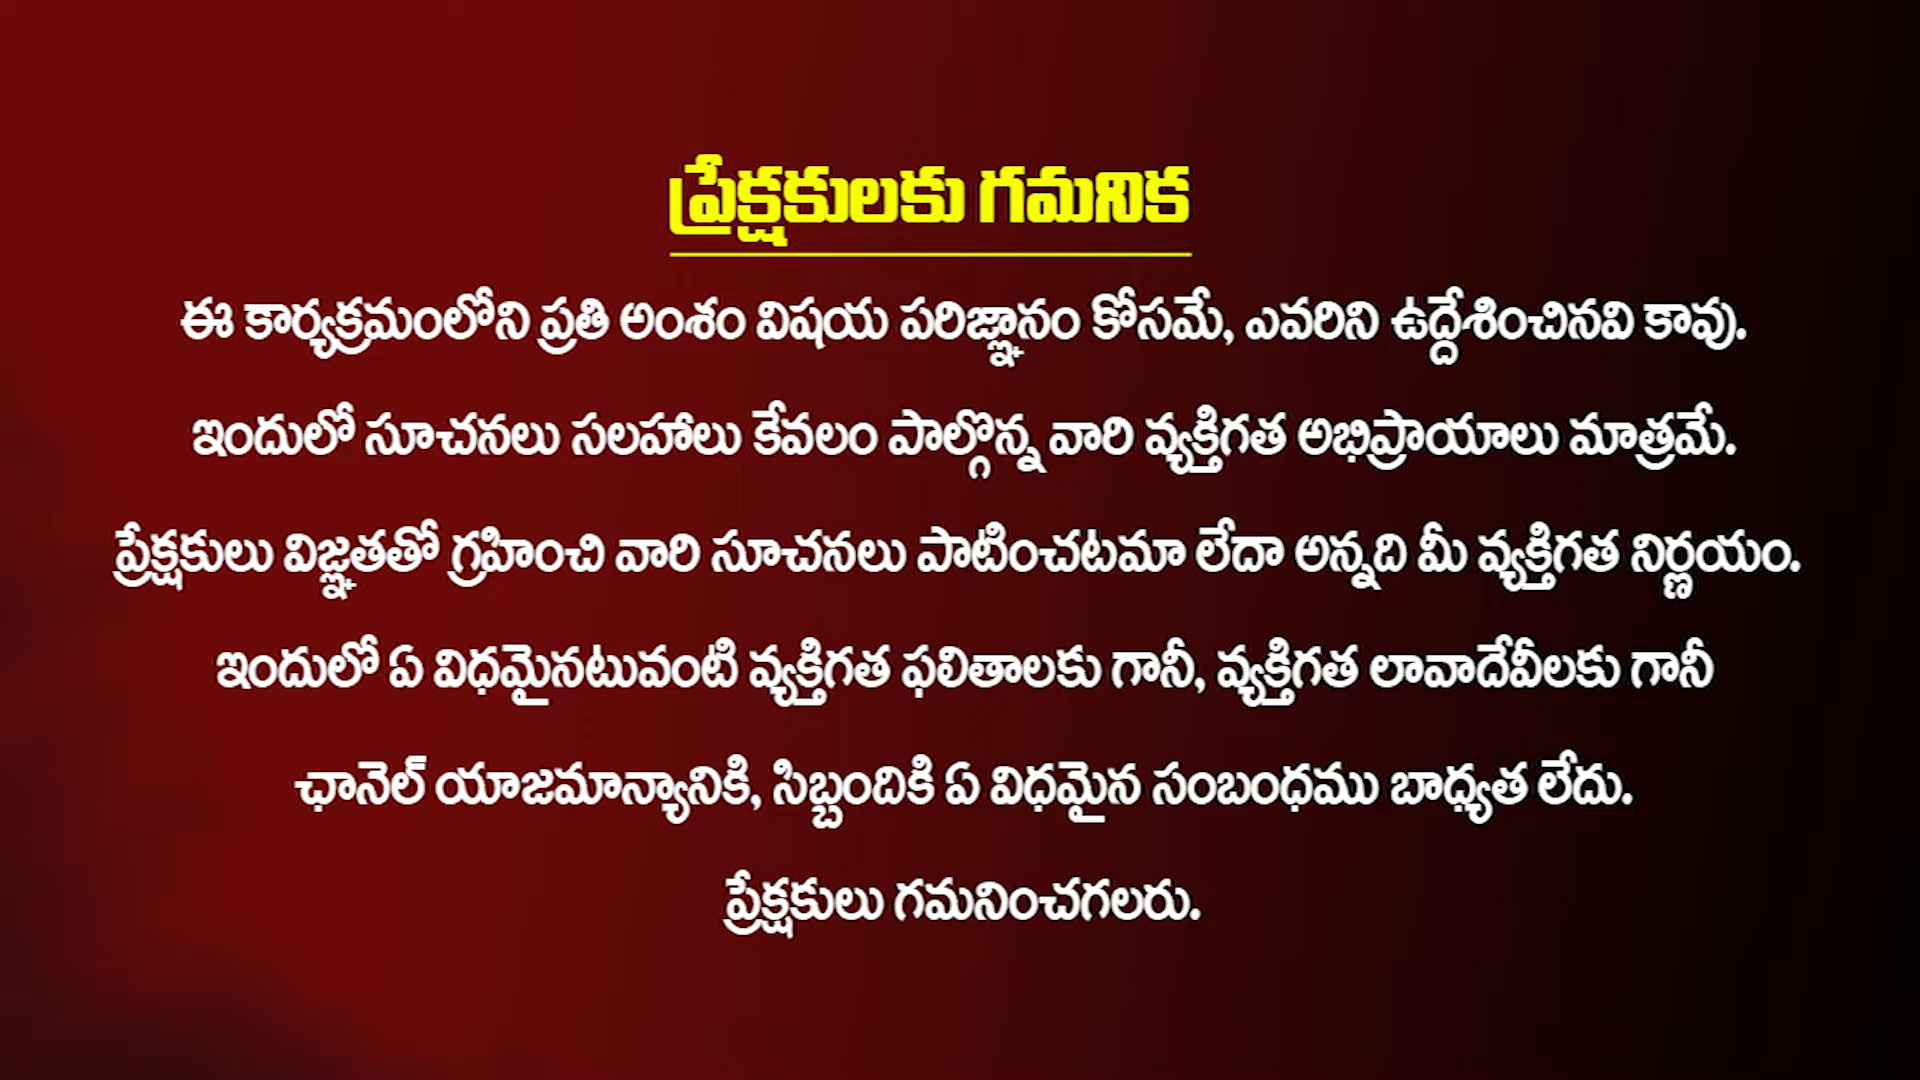 ప్రేక్షకులకు గమనిక
ఈ కార్యక్రమంలోని ప్రతి అంశం విషయ పరిజ్ఞానం కోసమే, ఎవరిని ఉద్దేశించినవి కావు.
ఇందులో సూచనలు సలహాలు కేవలం పాల్గొన్న వారి వ్యక్తిగత అభిప్రాయాలు మాత్రమే.
ప్రేక్షకులు విజ్ఞతతో గ్రహించి వారి సూచనలు పాటించటమా లేదా అన్నది మీ వ్యక్తిగత నిర్ణయం.
ఇందులో ఏ విధమైనటువంటి వ్యక్తిగత ఫలితాలకు గానీ, వ్యక్తిగత లావాదేవీలకు గానీ
ఛానెల్ యాజమాన్యానికి, సిబ్బందికి ఏ విధమైన సంబంధము బాధ్యత లేదు.
ప్రేక్షకులు గమనించగలరు.